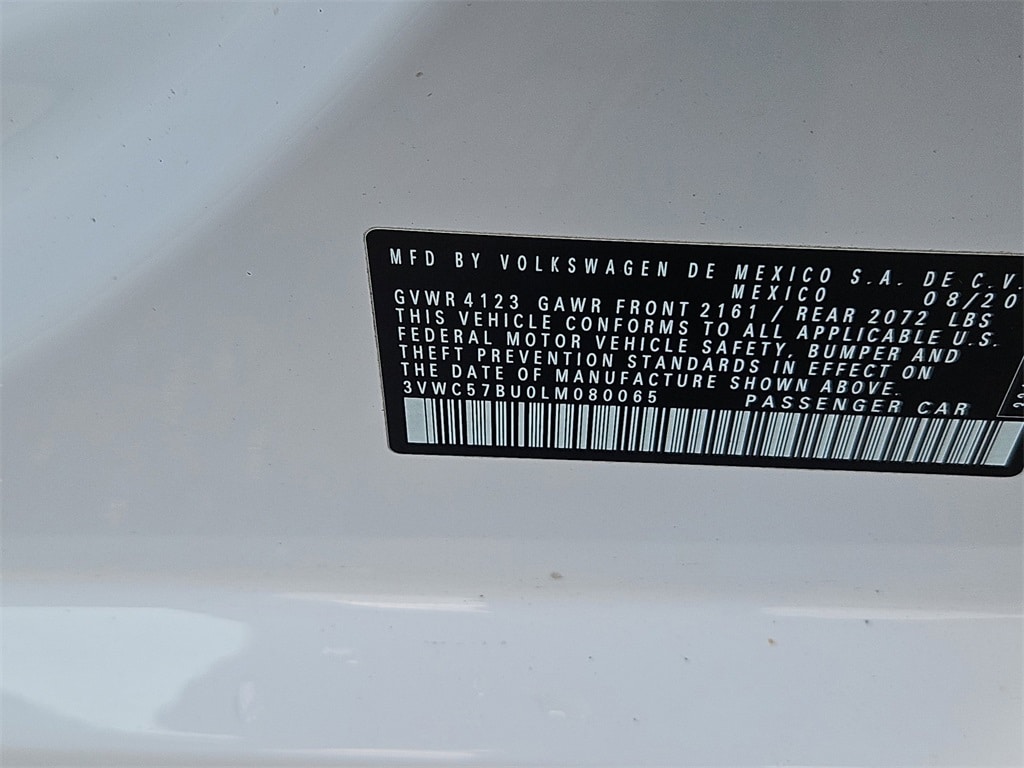 MFD BY VOLKSWAGEN DE MEXICO S.A. DE C.V.
MEXICO 08/20
GVWR 4123 GAWR FRONT 2161 / REAR 2072 LBS
THIS VEHICLE CONFORMS TO ALL APPLICABLE U.S.
FEDERAL MOTOR VEHICLE SAFETY, BUMPER AND
THEFT PREVENTION STANDARDS IN EFFECT ON
THE DATE OF MANUFACTURE SHOWN ABOVE.
3VWC57BU0LM080065 PASSENGER CAR